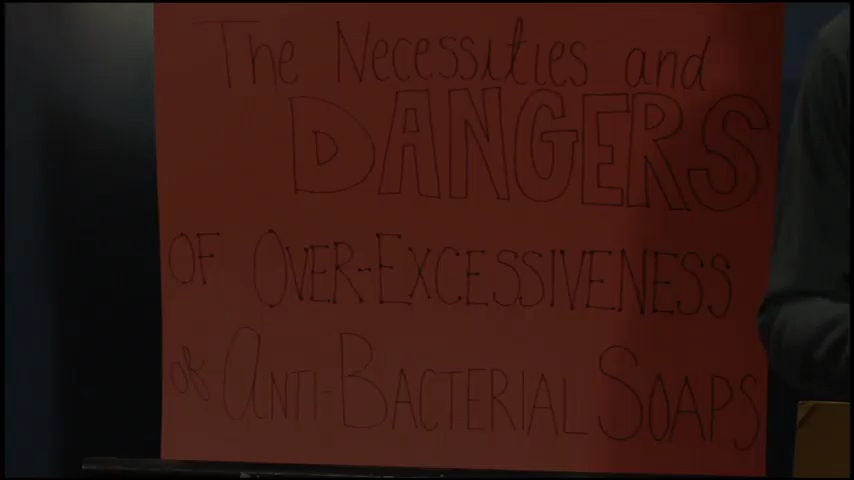 The Necessities and
DANGERS
OF OVER-EXCESSIVENESS
of ANTI-BACTERIAL SOAPS